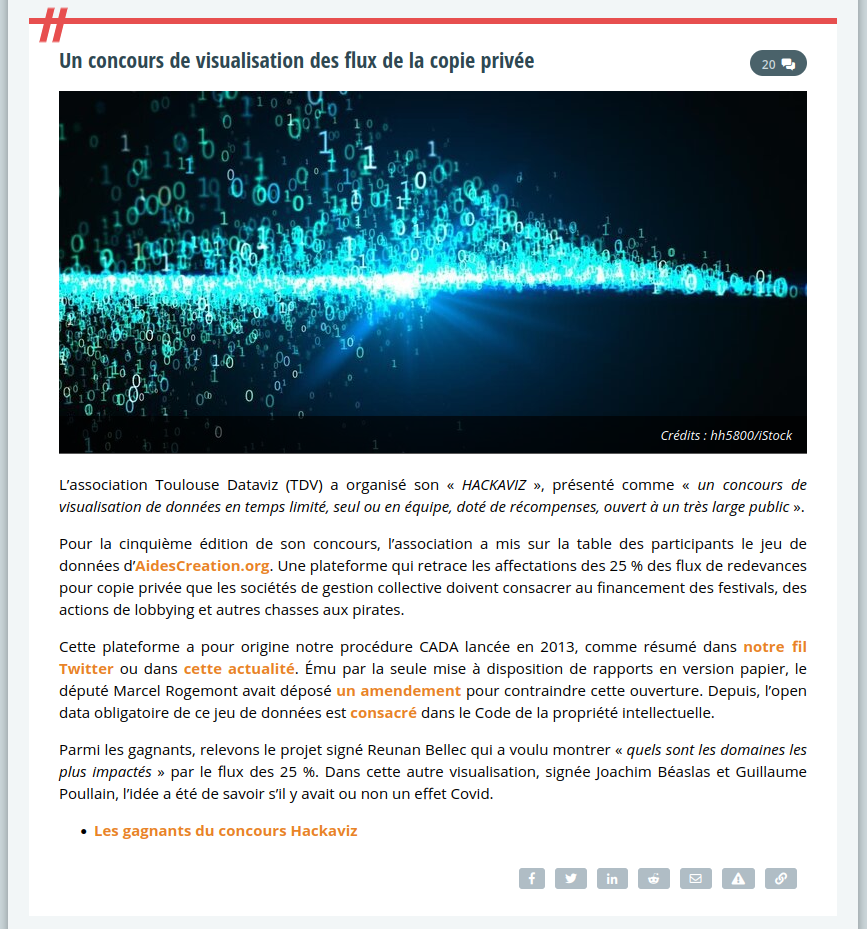 Un concours de visualisation des flux de la copie privée
20
Crédits : hh5800/iStock
L’association Toulouse Dataviz (TDV) a organisé son « HACKAVIZ », présenté comme « un concours de
visualisation de données en temps limité, seul ou en équipe, doté de récompenses, ouvert à un très large public ».
Pour la cinquième édition de son concours, l’association a mis sur la table des participants le jeu de
données d’AidesCreation.org. Une plateforme qui retrace les affectations des 25 % des flux de redevances
pour copie privée que les sociétés de gestion collective doivent consacrer au financement des festivals, des
actions de lobbying et autres chasses aux pirates.
Cette plateforme a pour origine notre procédure CADA lancée en 2013, comme résumé dans notre fil
Twitter ou dans cette actualité. Ému par la seule mise à disposition de rapports en version papier, le
député Marcel Rogemont avait déposé un amendement pour contraindre cette ouverture. Depuis, l’open
data obligatoire de ce jeu de données est consacré dans le Code de la propriété intellectuelle.
Parmi les gagnants, relevons le projet signé Reunan Bellec qui a voulu montrer « quels sont les domaines les
plus impactés » par le flux des 25 %. Dans cette autre visualisation, signée Joachim Béaslas et Guillaume
Poullain, l’idée a été de savoir s’il y avait ou non un effet Covid.
• Les gagnants du concours Hackaviz